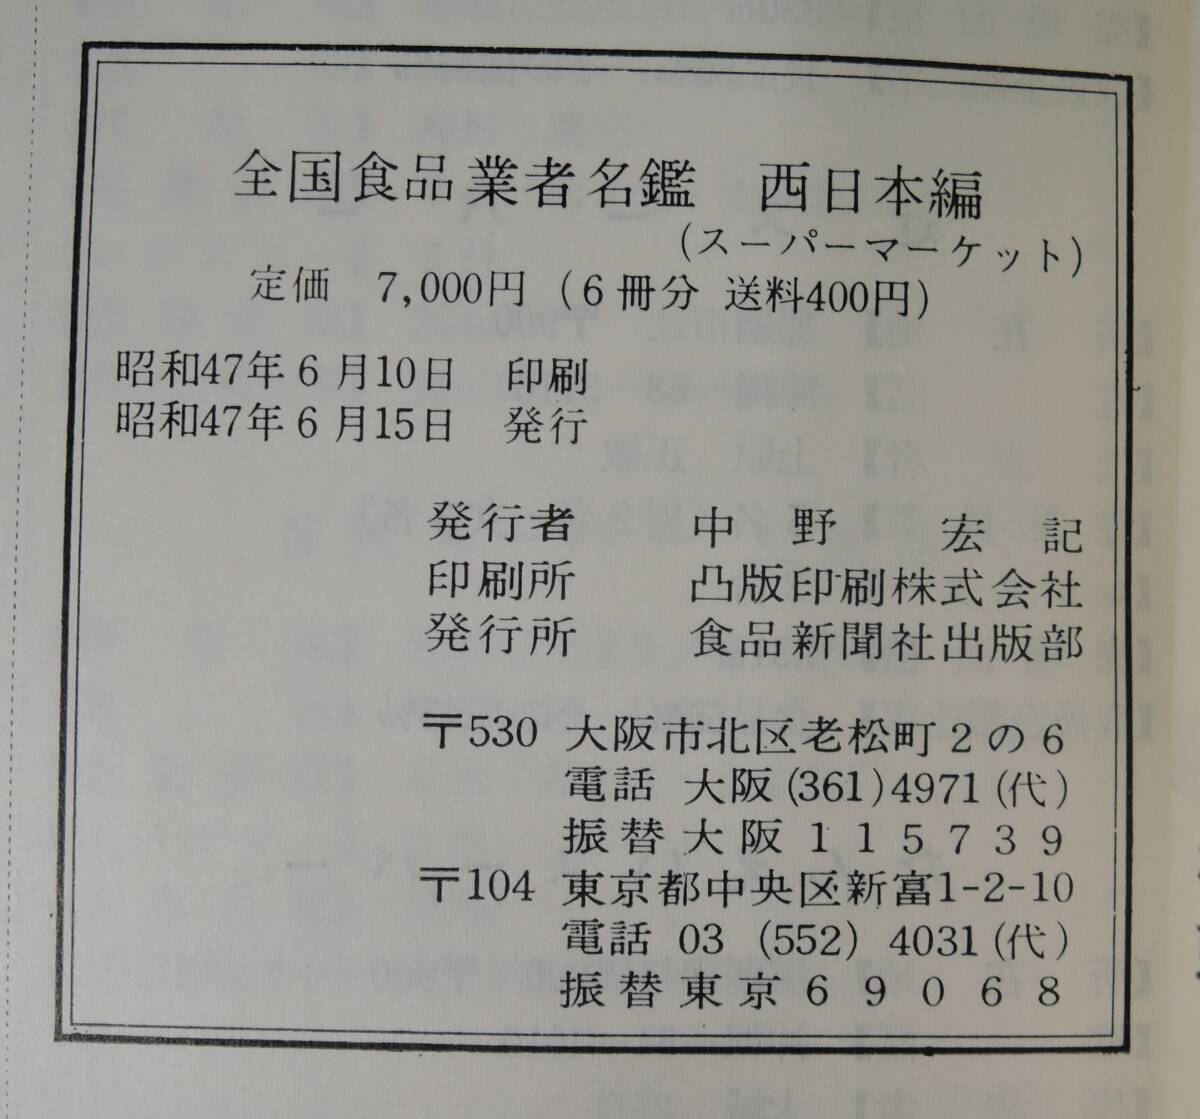 全国食品業者名鑑　西日本編
(スーパーマーケット)
定価　7,000円 (6冊分 送料400円)
昭和47年6月10日　印刷
昭和47年6月15日　発行
発行者　中野　宏記
印刷所　凸版印刷株式会社
発行所　食品新聞社出版部
〒530 大阪市北区老松町2の6
電話 大阪(361)4971(代)
振替大阪115739
〒104 東京都中央区新富1-2-10
電話 03 (552) 4031(代)
振替東京69068